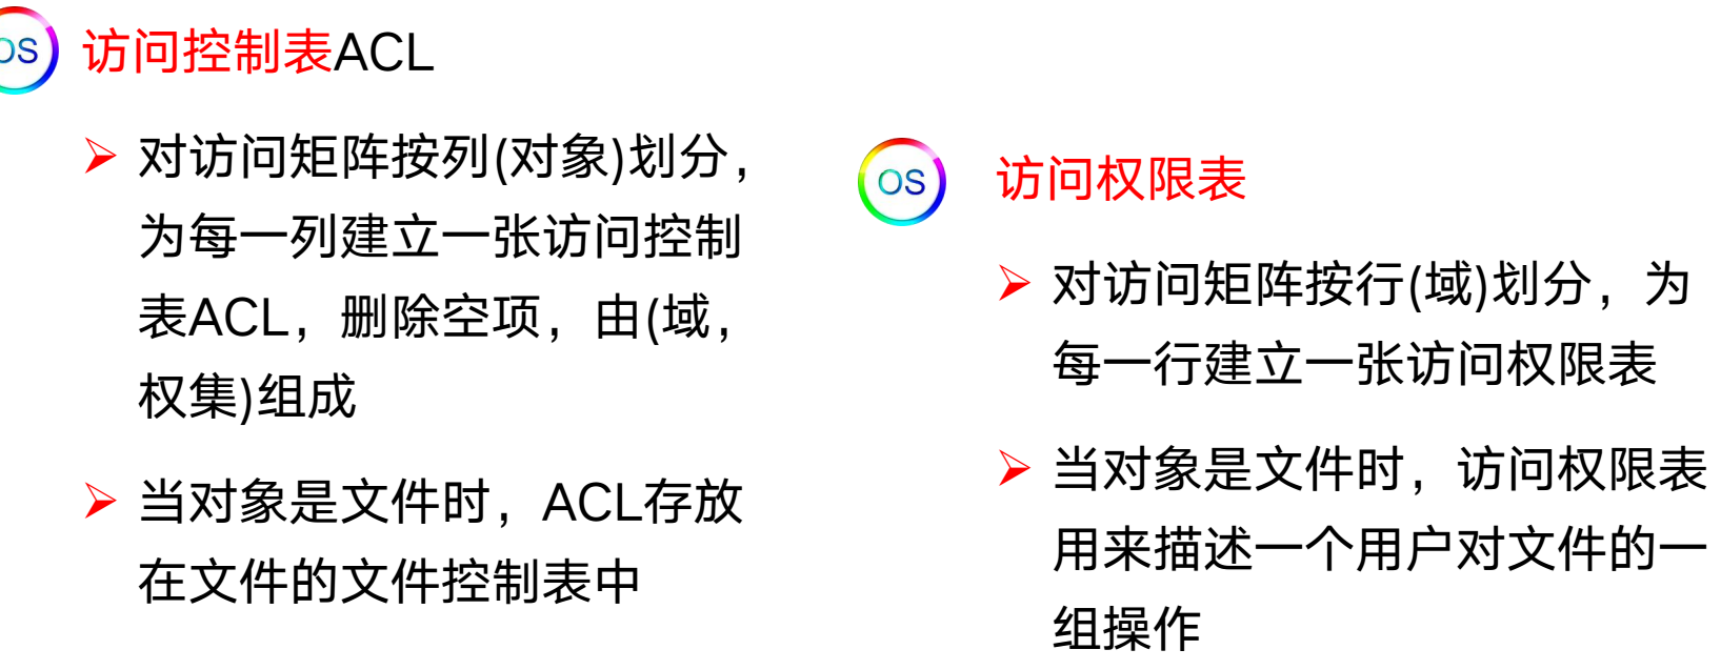 OS
访问控制表ACL
对访问矩阵按列(对象)划分，
为每一列建立一张访问控制
表ACL，删除空项，由(域，
权集)组成
当对象是文件时，ACL存放
在文件的文件控制表中
OS
访问权限表
对访问矩阵按行(域)划分，为
每一行建立一张访问权限表
当对象是文件时，访问权限表
用来描述一个用户对文件的一
组操作